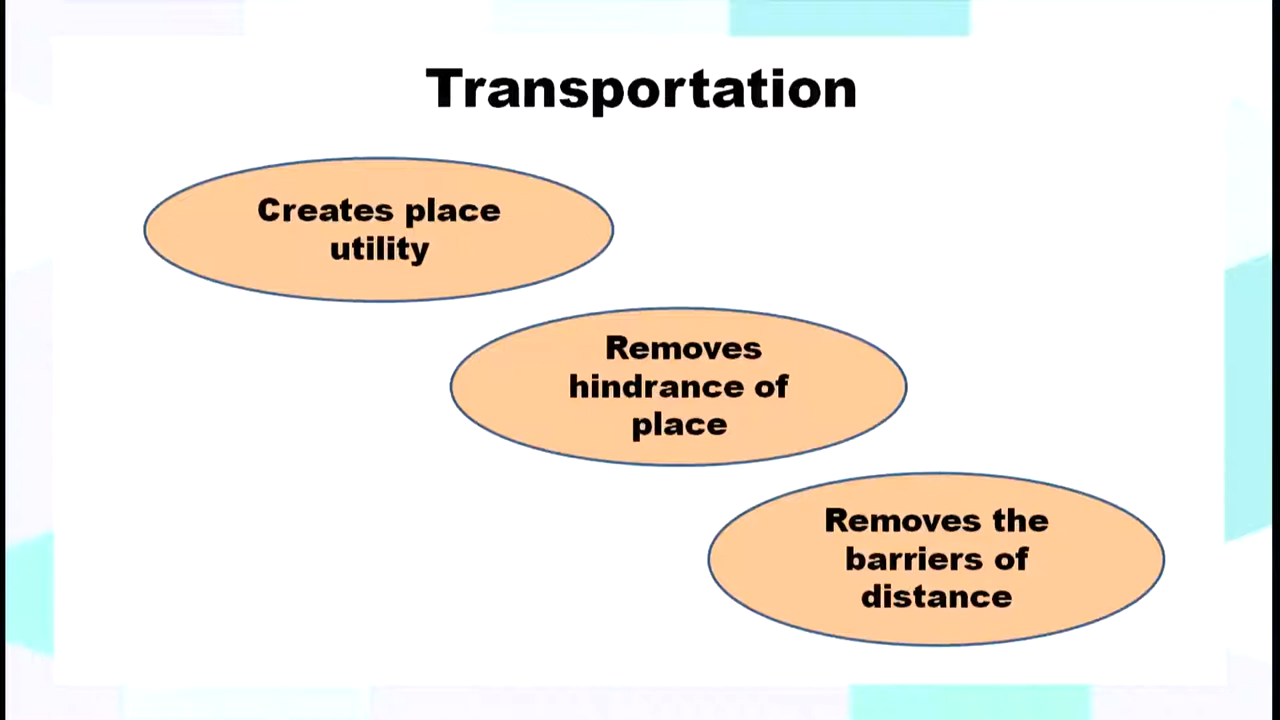 Transportation
Creates place
utility
Removes
hindrance of
place
Removes the
barriers of
distance